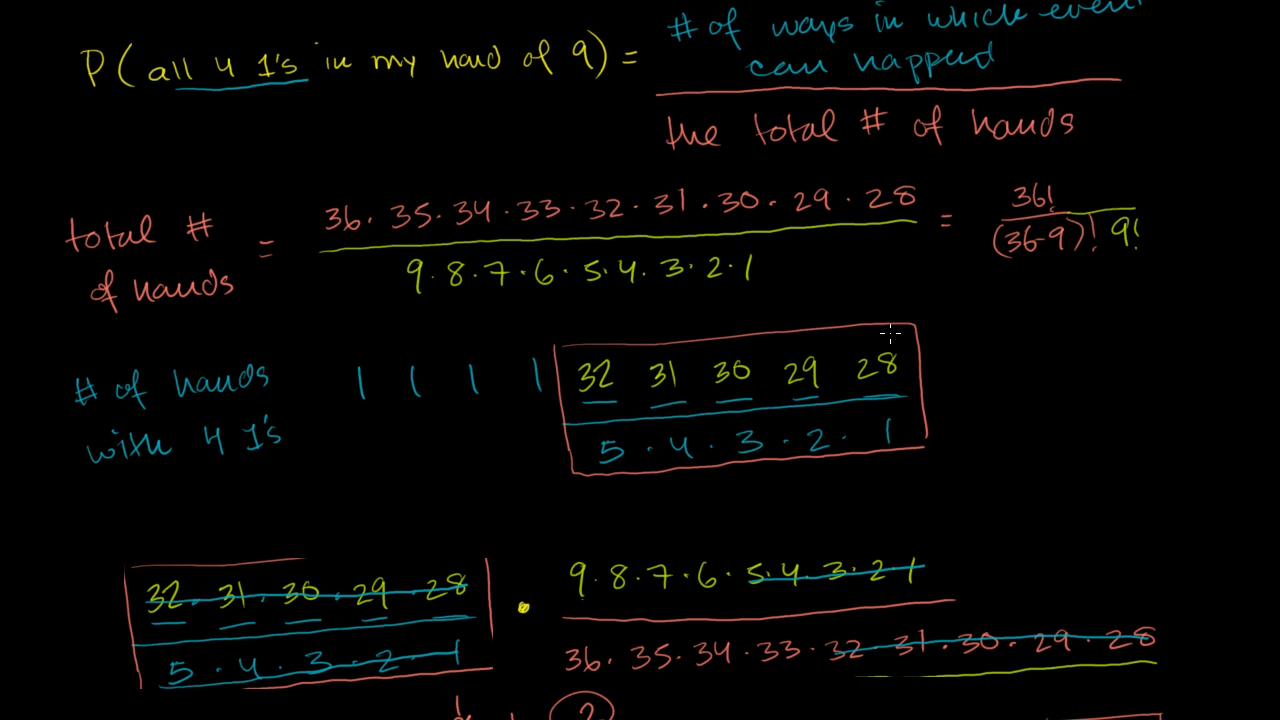 # of ways in which event
P(all 4 1's in my hand of 9) = can happed
the total # of hands
total # of hands = 36 · 35 · 34 · 33 · 32 · 31 · 30 · 29 · 28 / 9 · 8 · 7 · 6 · 5 · 4 · 3 · 2 · 1 = 36! / (36-9)! 9!
# of hands with 4 1's 1 1 1 1 32 31 30 29 28 / 5 · 4 · 3 · 2 · 1
32 · 31 · 30 · 29 · 28 / 5 · 4 · 3 · 2 · 1 · 9 · 8 · 7 · 6 · 5 · 4 · 3 · 2 · 1 / 36 · 35 · 34 · 33 · 32 · 31 · 30 · 29 · 28
2